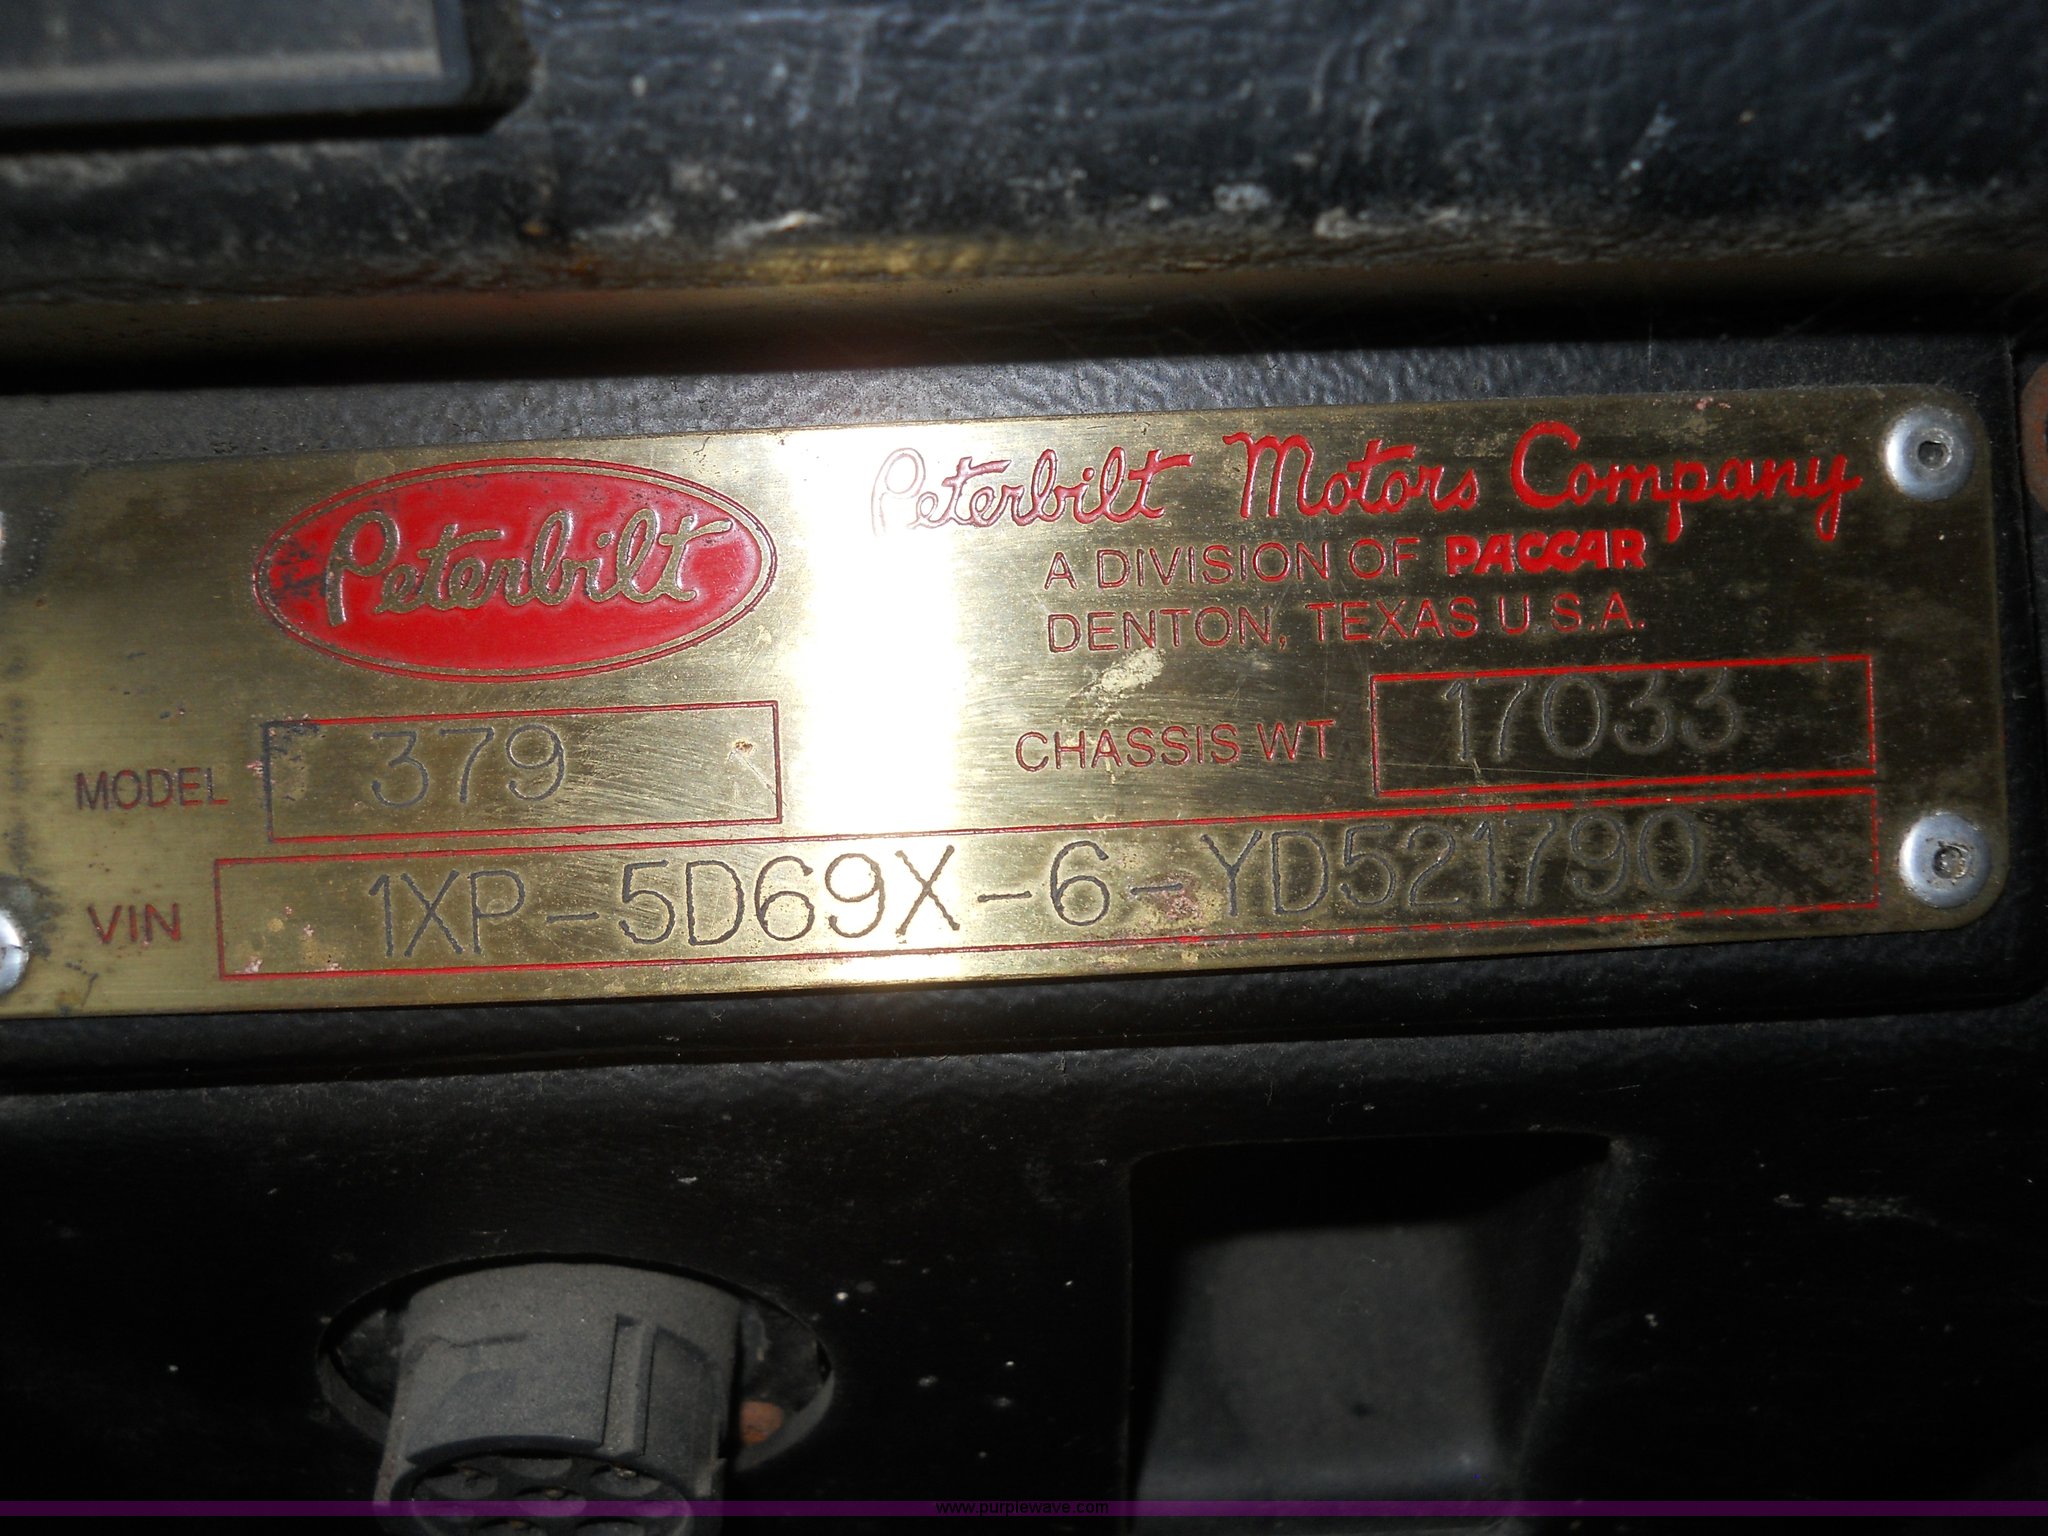 Peterbilt
Peterbilt Motors Company
A DIVISION OF PACCAR
DENTON, TEXAS U.S.A.
MODEL 379
CHASSIS WT 17033
VIN 1XP-5D69X-6-YD521790
www.purplewave.com